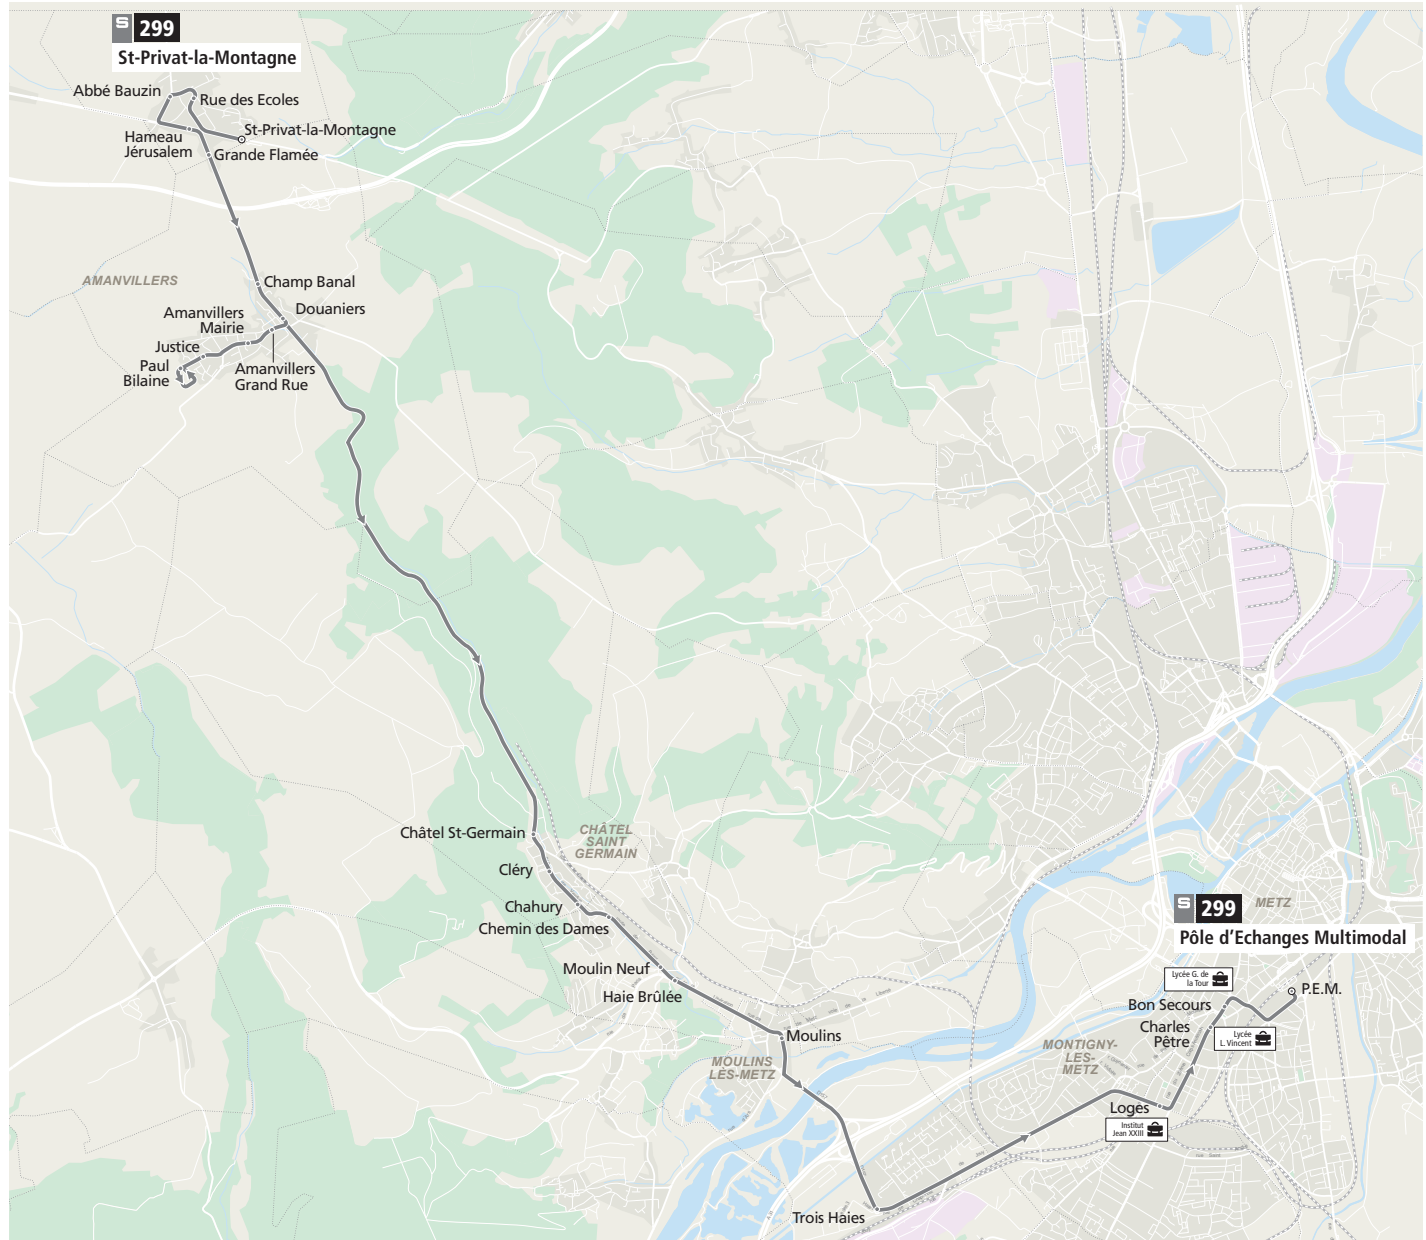 S 299
St-Privat-la-Montagne
Abbé Bauzin
Rue des Ecoles
St-Privat-la-Montagne
Hameau
Jérusalem
Grande Flamée
AMANVILLERS
Champ Banal
Amanvillers
Mairie
Douaniers
Justice
Paul
Bilaine
Amanvillers
Grand Rue
Châtel St-Germain
CHÂTEL
SAINT
GERMAIN
Cléry
Chahury
Chemin des Dames
S 299
METZ
Pôle d'Echanges Multimodal
Moulin Neuf
Haie Brûlée
Lycée G. de
la Tour
P.E.M.
Bon Secours
Charles
Pêtre
Lycée
L. Vincent
Moulins
MOULINS
LÈS-METZ
MONTIGNY-
LES-
METZ
Loges
Institut
Jean XXIII
Trois Haies